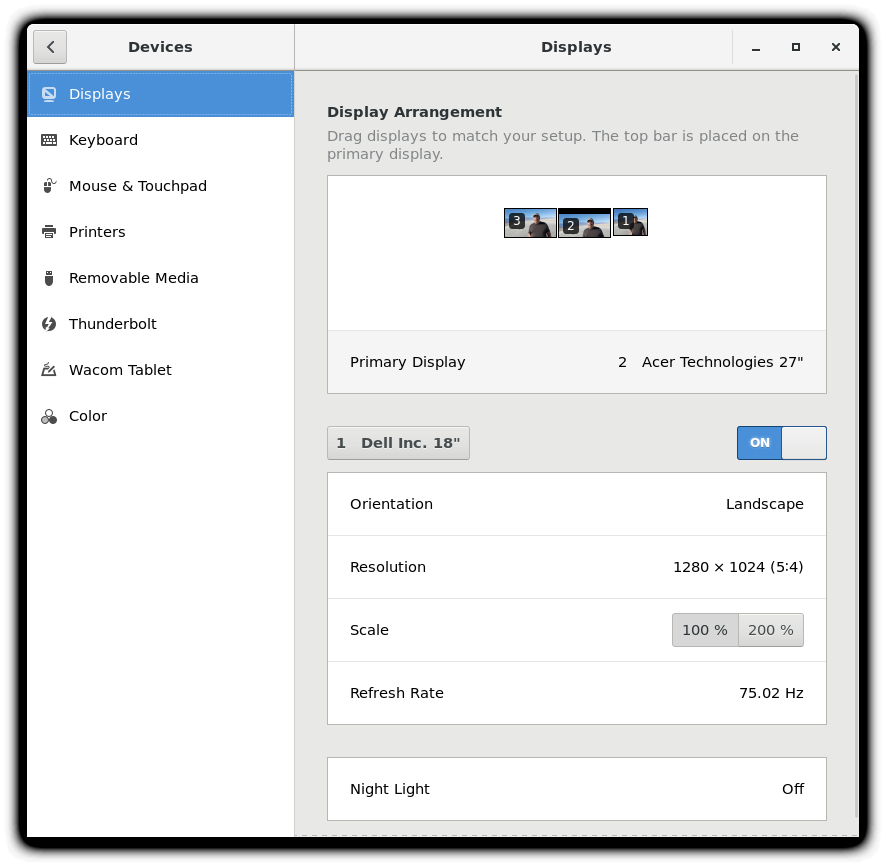 Devices
Displays
Displays
Keyboard
Mouse & Touchpad
Printers
Removable Media
Thunderbolt
Wacom Tablet
Color
Display Arrangement
Drag displays to match your setup. The top bar is placed on the
primary display.
3 2 1
Primary Display 2 Acer Technologies 27"
1 Dell Inc. 18" ON
Orientation Landscape
Resolution 1280 × 1024 (5:4)
Scale 100 % 200 %
Refresh Rate 75.02 Hz
Night Light Off